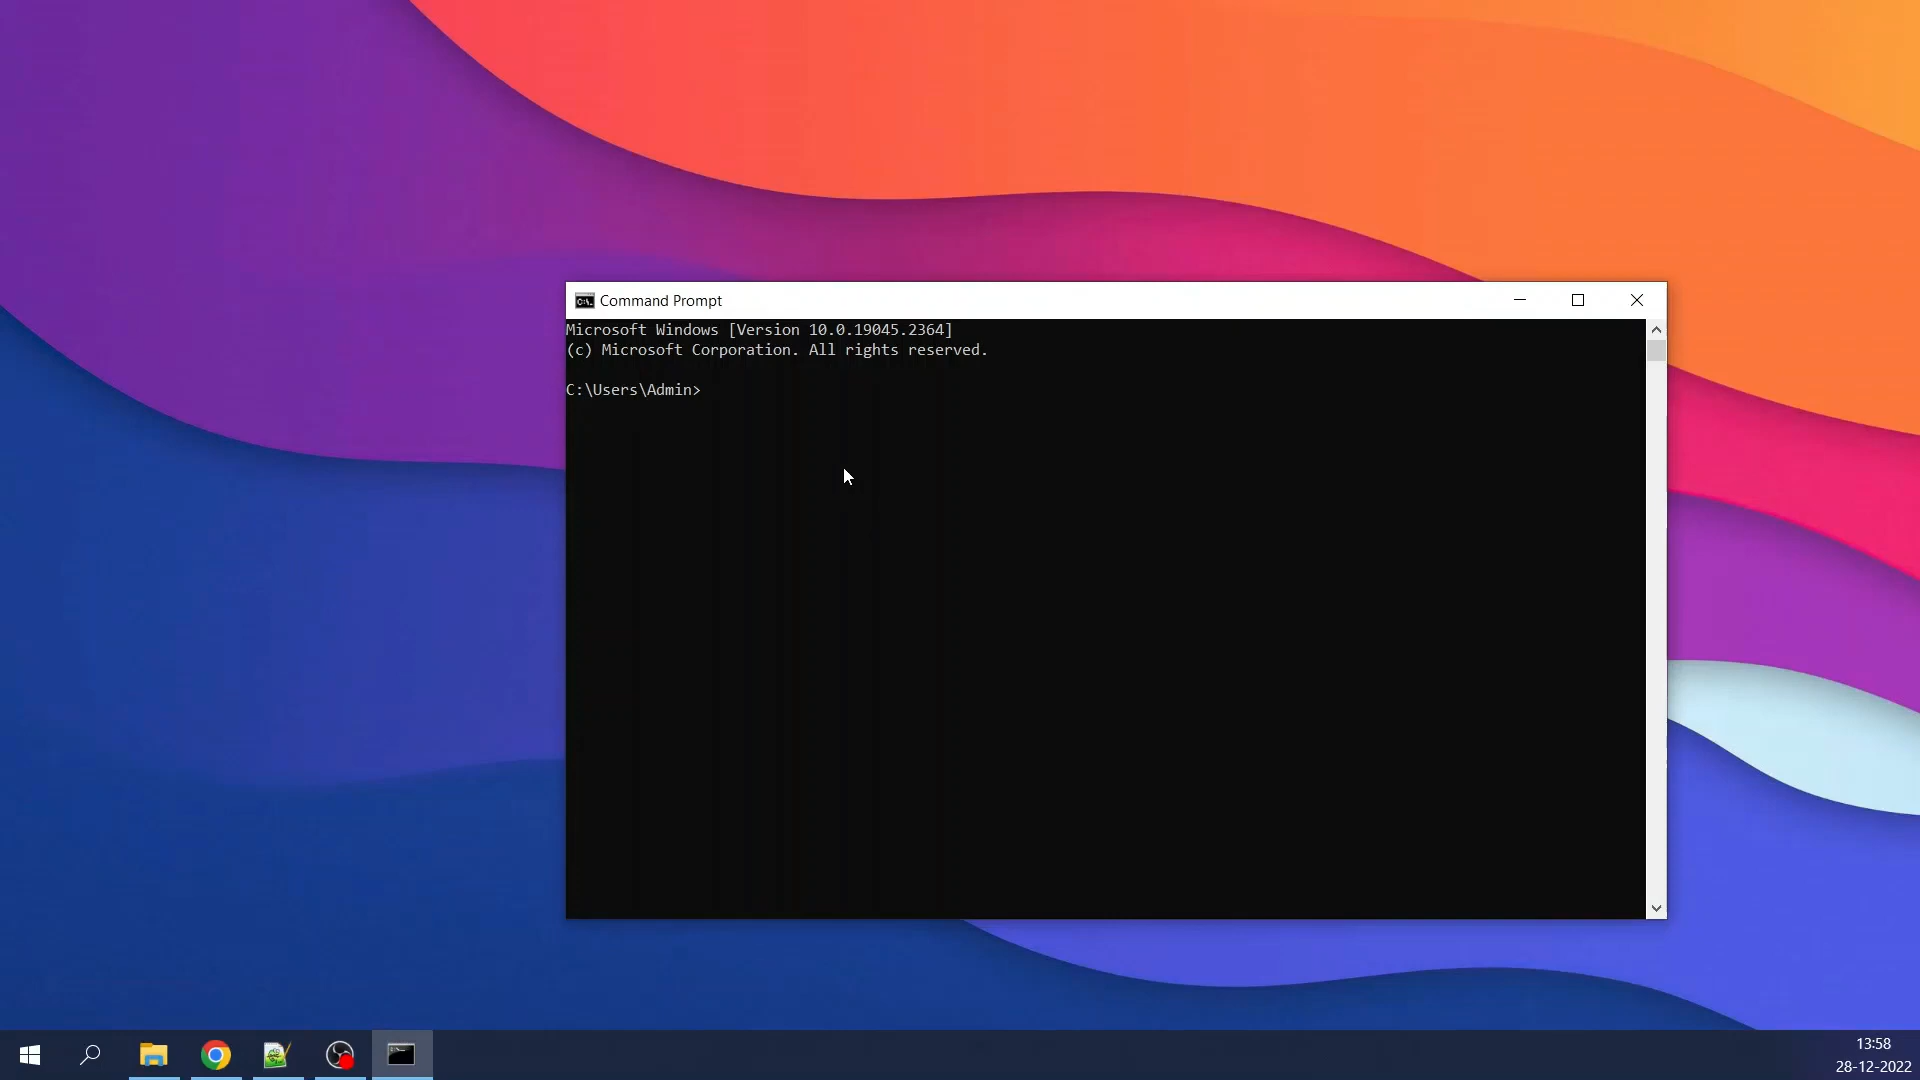 Command Prompt
Microsoft Windows [Version 10.0.19045.2364]
(c) Microsoft Corporation. All rights reserved.
C:\Users\Admin>
13:58
28-12-2022